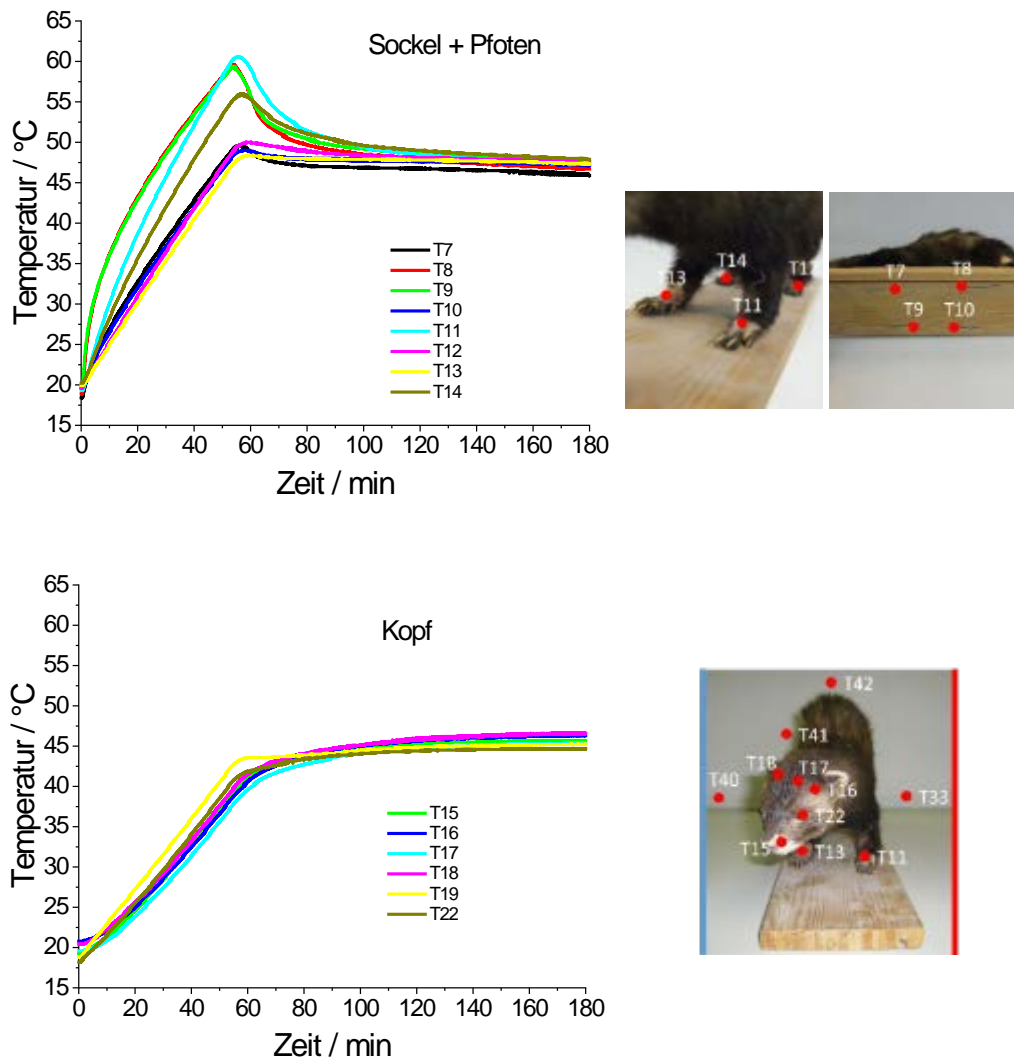 Sockel + Pfoten
Temperatur / °C
65
60
55
50
45
40
35
30
25
20
15
T7
T8
T9
T10
T11
T12
T13
T14
0 20 40 60 80 100 120 140 160 180
Zeit / min
T14
T13
T12
T11
T7
T8
T9
T10
Kopf
Temperatur / °C
65
60
55
50
45
40
35
30
25
20
15
T15
T16
T17
T18
T19
T22
0 20 40 60 80 100 120 140 160 180
Zeit / min
T42
T41
T18
T17
T40
T16
T33
T22
T15
T13
T11